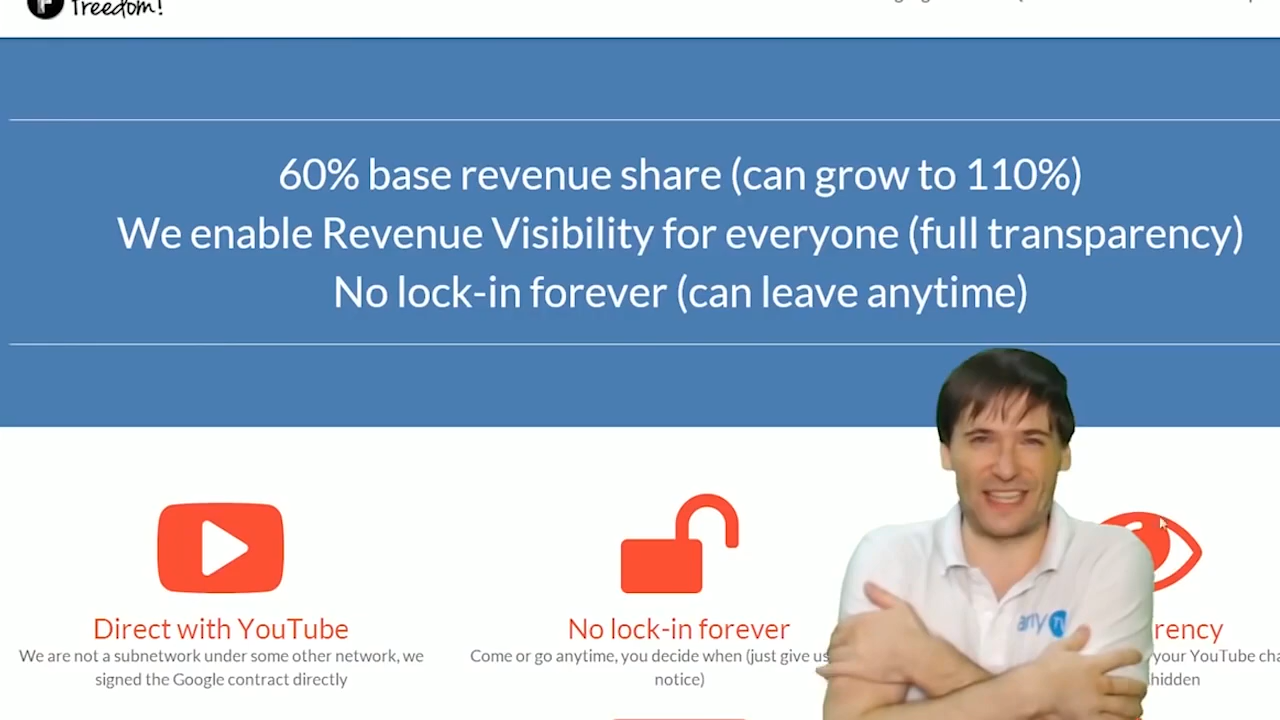 Freedom!
60% base revenue share (can grow to 110%)
We enable Revenue Visibility for everyone (full transparency)
No lock-in forever (can leave anytime)
any
Direct with YouTube
We are not a subnetwork under some other network, we
signed the Google contract directly
No lock-in forever
Come or go anytime, you decide when (just give us
notice)
rency
your YouTube cha
hidden